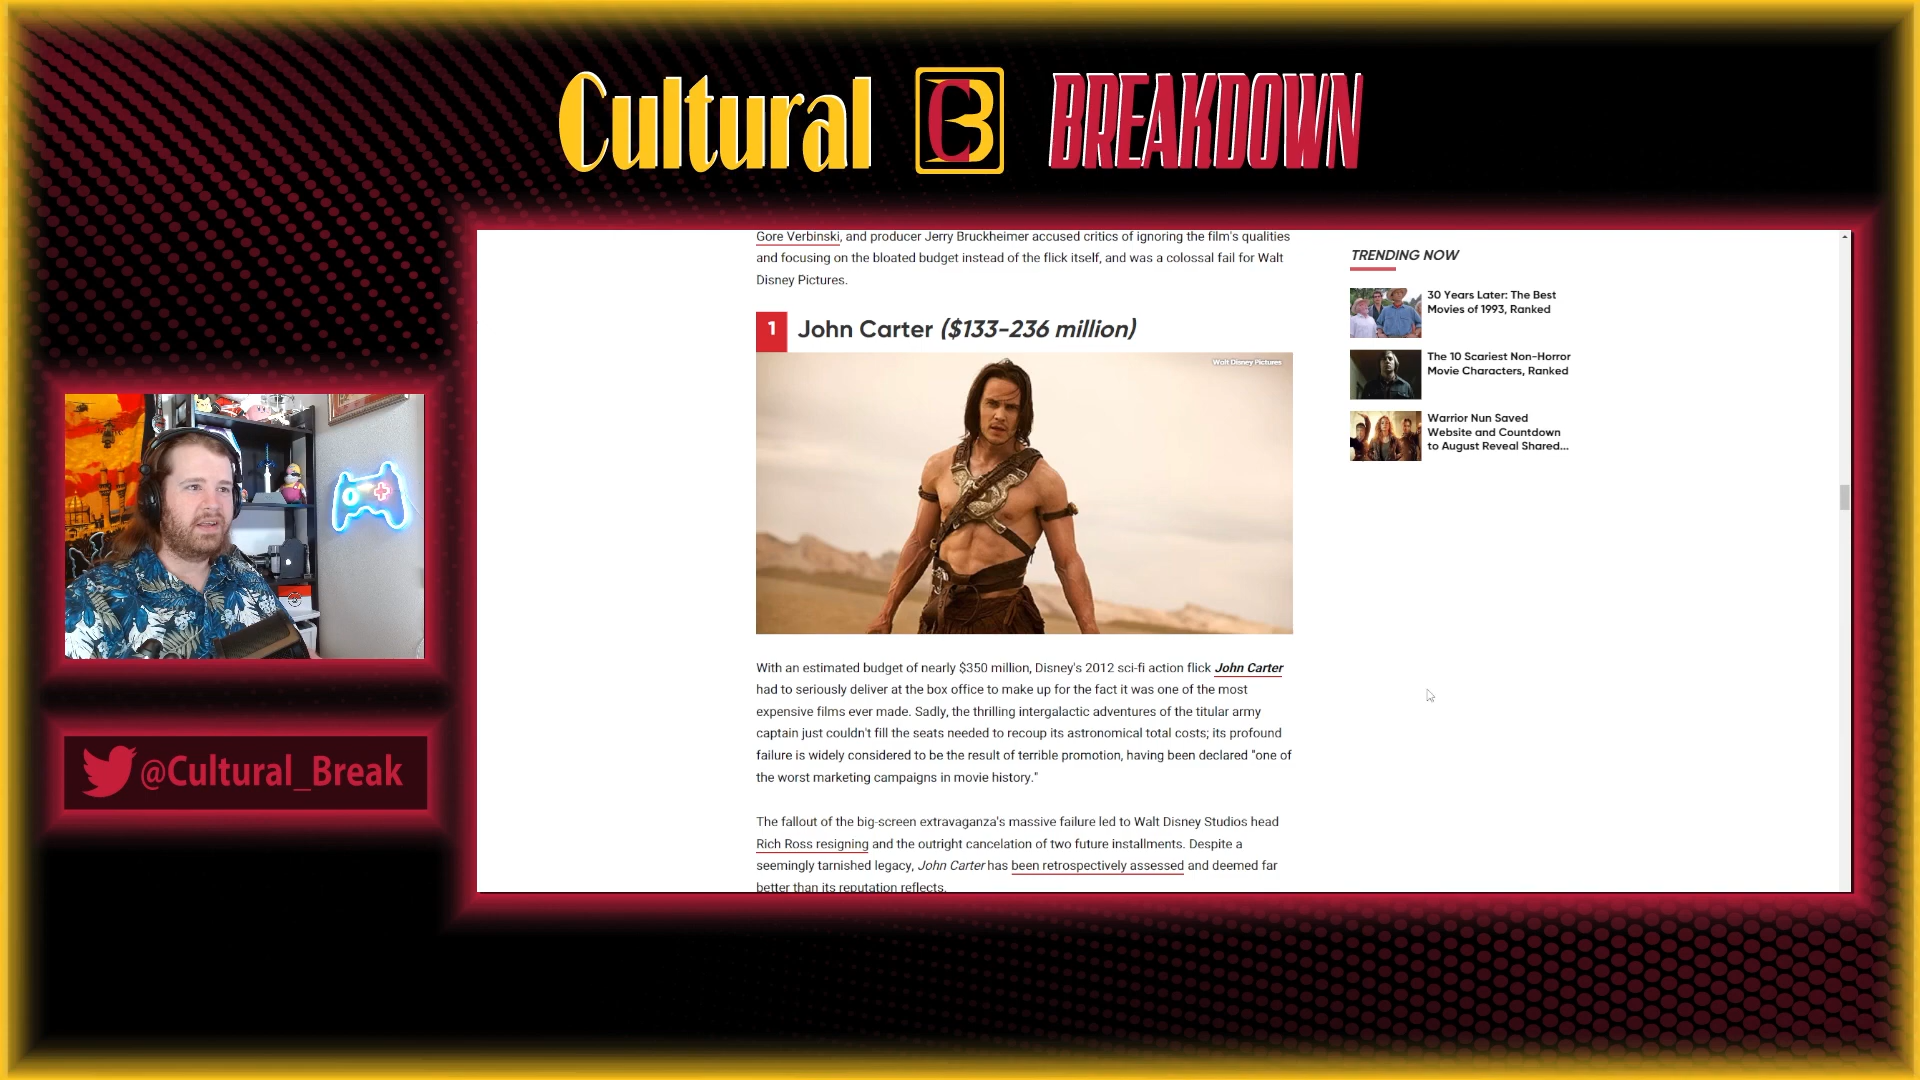 Cultural CB BREAKDOWN
Gore Verbinski, and producer Jerry Bruckheimer accused critics of ignoring the film's qualities
and focusing on the bloated budget instead of the flick itself, and was a colossal fail for Walt
Disney Pictures.
1 John Carter ($133-236 million)
Walt Disney Pictures
With an estimated budget of nearly $350 million, Disney's 2012 sci-fi action flick John Carter
had to seriously deliver at the box office to make up for the fact it was one of the most
expensive films ever made. Sadly, the thrilling intergalactic adventures of the titular army
captain just couldn't fill the seats needed to recoup its astronomical total costs; its profound
failure is widely considered to be the result of terrible promotion, having been declared "one of
the worst marketing campaigns in movie history."
The fallout of the big-screen extravaganza's massive failure led to Walt Disney Studios head
Rich Ross resigning and the outright cancelation of two future installments. Despite a
seemingly tarnished legacy, John Carter has been retrospectively assessed and deemed far
better than its reputation reflects.
TRENDING NOW
30 Years Later: The Best
Movies of 1993, Ranked
The 10 Scariest Non-Horror
Movie Characters, Ranked
Warrior Nun Saved
Website and Countdown
to August Reveal Shared...
@Cultural_Break